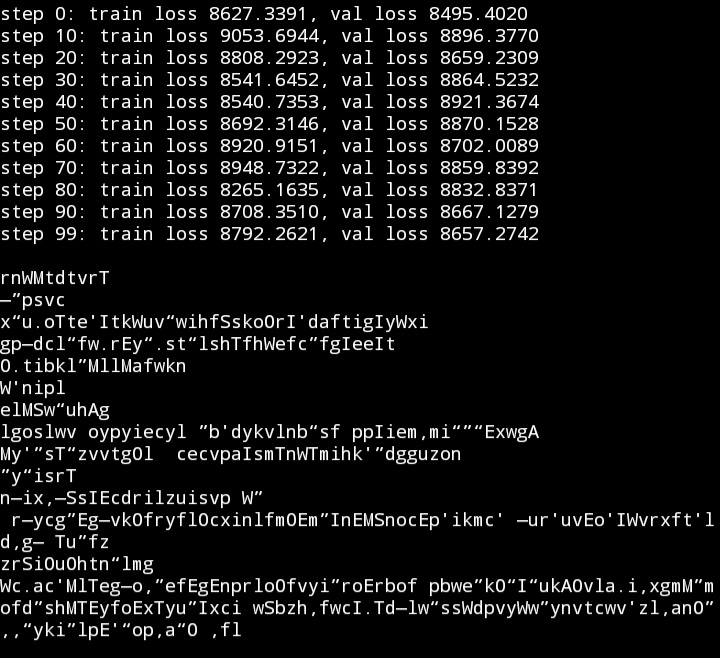 step 0: train loss 8627.3391, val loss 8495.4020
step 10: train loss 9053.6944, val loss 8896.3770
step 20: train loss 8808.2923, val loss 8659.2309
step 30: train loss 8541.6452, val loss 8864.5232
step 40: train loss 8540.7353, val loss 8921.3674
step 50: train loss 8692.3146, val loss 8870.1528
step 60: train loss 8920.9151, val loss 8702.0089
step 70: train loss 8948.7322, val loss 8859.8392
step 80: train loss 8265.1635, val loss 8832.8371
step 90: train loss 8708.3510, val loss 8667.1279
step 99: train loss 8792.2621, val loss 8657.2742
rnWMtdtvrT
—”psvc
x“u.oTte'ItkWuv“wihfSskoOrI'daftigIyWxi
gp—dcl“fw.rEy“.st“lshTfhWefc”fgIeeIt
O.tibkl”MllMafwkn
W'nipl
elMSw“uhAg
lgoslwv oypyiecyl ”b'dykvlnb“sf ppIiem,mi“““ExwgA
My'”sT“zvvtgOl  cecvpaIsmTnWTmihk'”dgguzon
”y“isrT
n—ix,—SsIEcdrilzuisvp W”
 r—ycg”Eg—vkOfryflOcxinlfmOEm”InEMSnocEp'ikmc' —ur'uvEo'IWvrxft'l
d,g— Tu”fz
zrSiOuOhtn“lmg
Wc.ac'MlTeg—o,”efEgEnprloOfvyi”roErbof pbwe”kO“I“ukAOvla.i,xgmM”m
ofd”shMTEyfoExTyu”Ixci wSbzh,fwcI.Td—lw“ssWdpvyWw”ynvtcwv'zl,anO”
,,“yki”lpE'“op,a“O ,fl